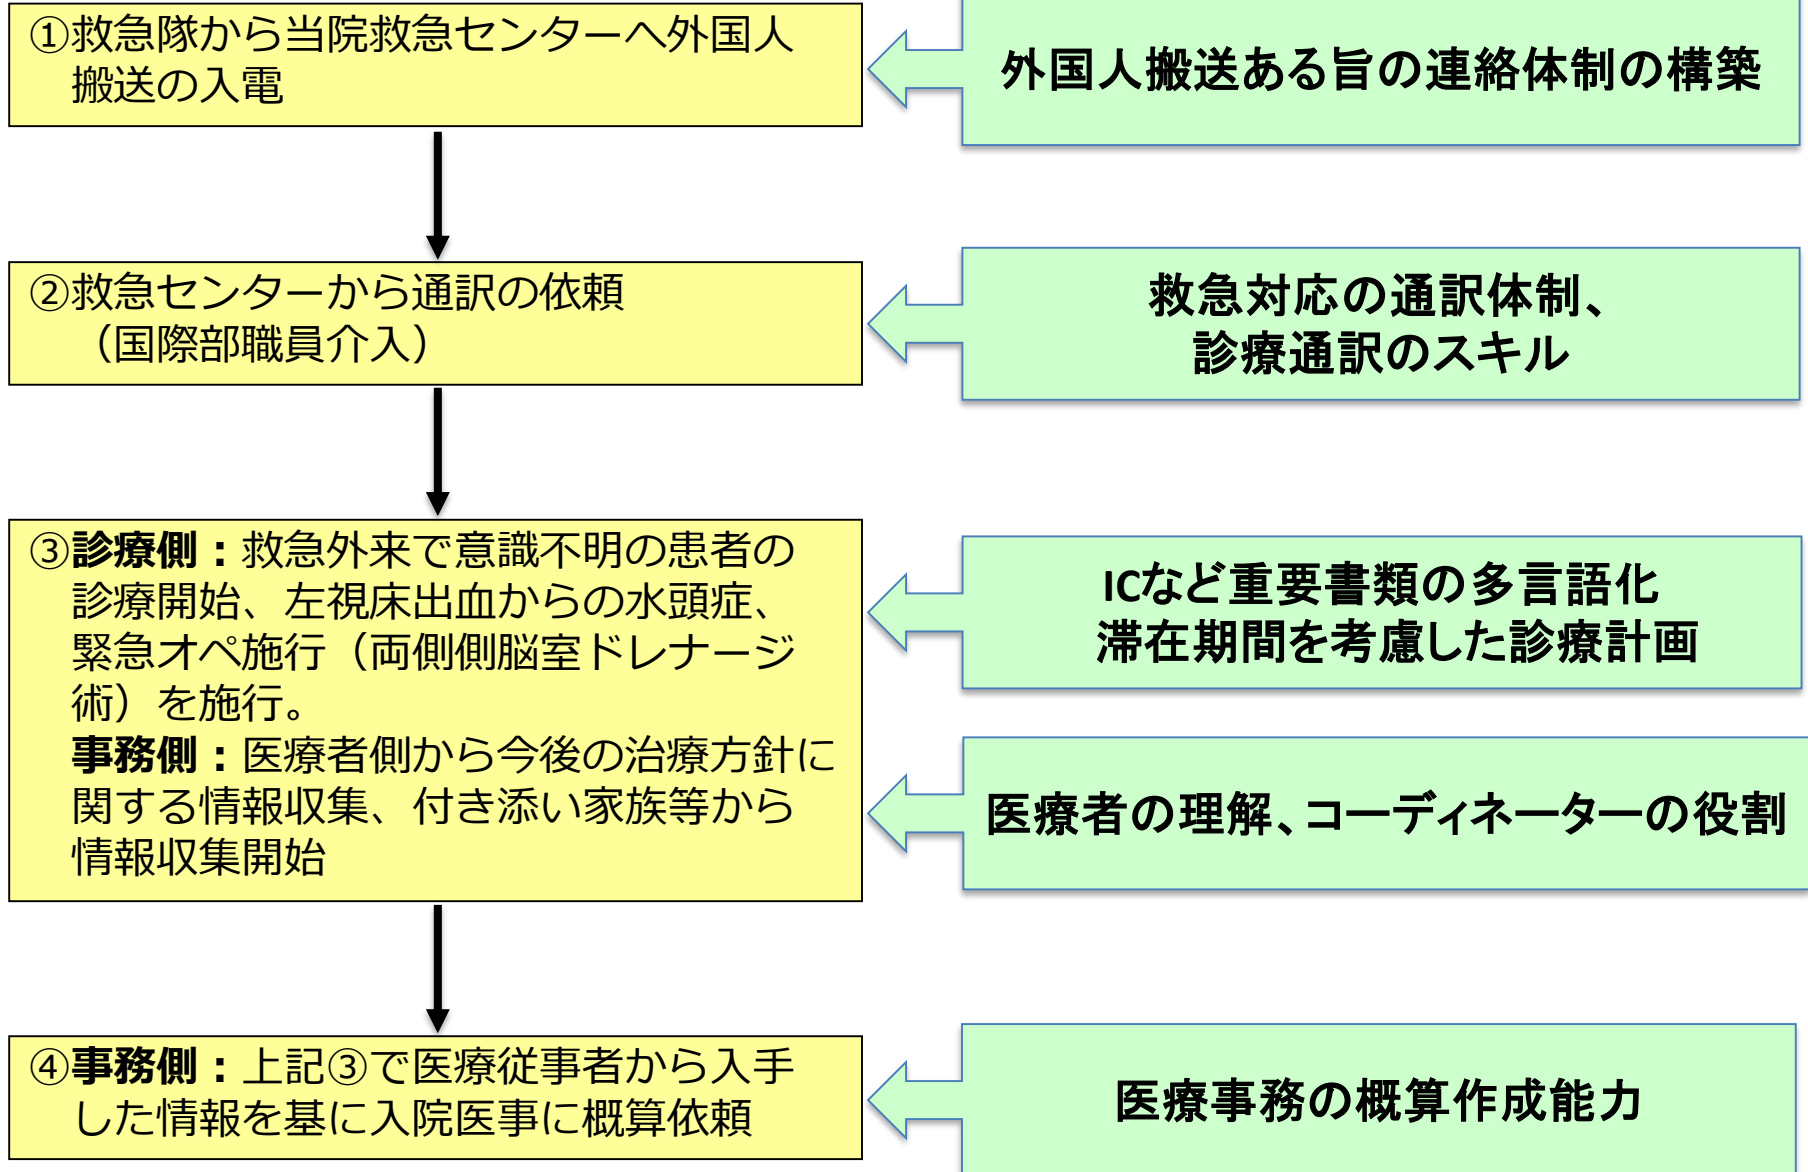 ①救急隊から当院救急センターへ外国人
搬送の入電
外国人搬送ある旨の連絡体制の構築
②救急センターから通訳の依頼
（国際部職員介入）
救急対応の通訳体制、
診療通訳のスキル
③診療側：救急外来で意識不明の患者の
診療開始、左視床出血からの水頭症、
緊急オペ施行（両側側脳室ドレナージ
術）を施行。
事務側：医療者側から今後の治療方針に
関する情報収集、付き添い家族等から
情報収集開始
ICなど重要書類の多言語化
滞在期間を考慮した診療計画
医療者の理解、コーディネーターの役割
④事務側：上記③で医療従事者から入手
した情報を基に入院医事に概算依頼
医療事務の概算作成能力